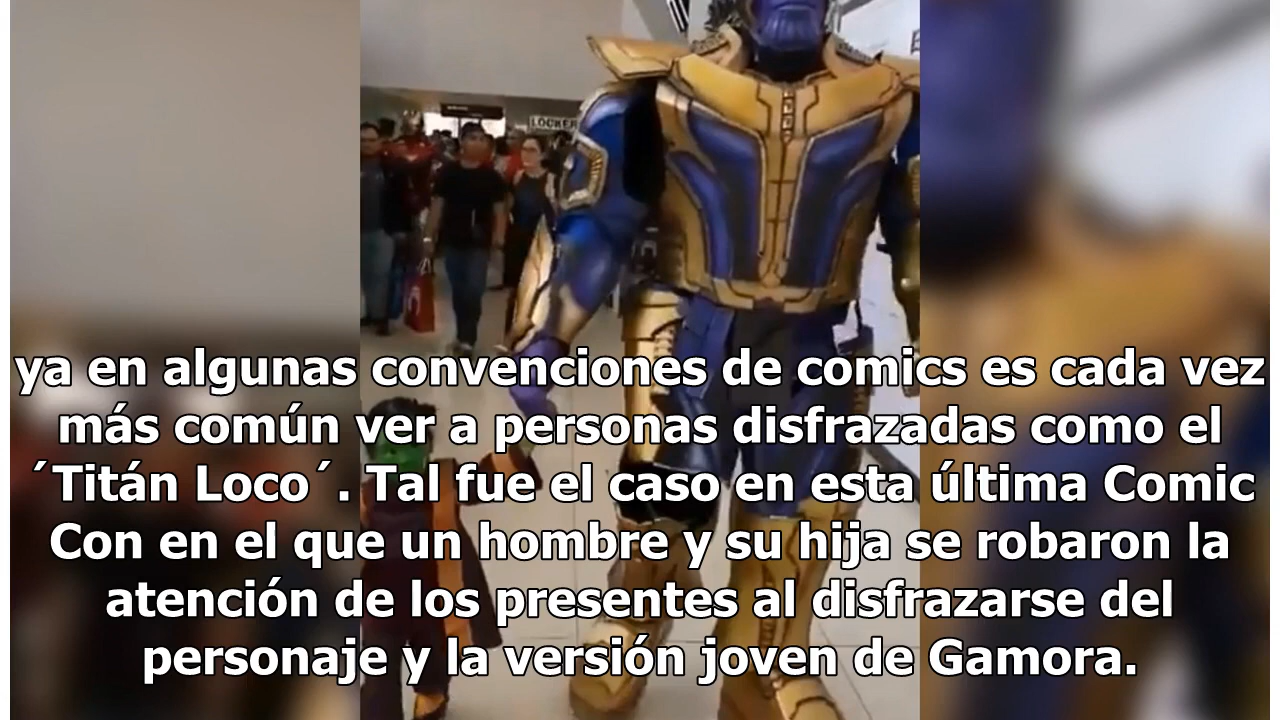 LOCKER
ya en algunas convenciones de comics es cada vez
más común ver a personas disfrazadas como el
´Titán Loco´. Tal fue el caso en esta última Comic
Con en el que un hombre y su hija se robaron la
atención de los presentes al disfrazarse del
personaje y la versión joven de Gamora.